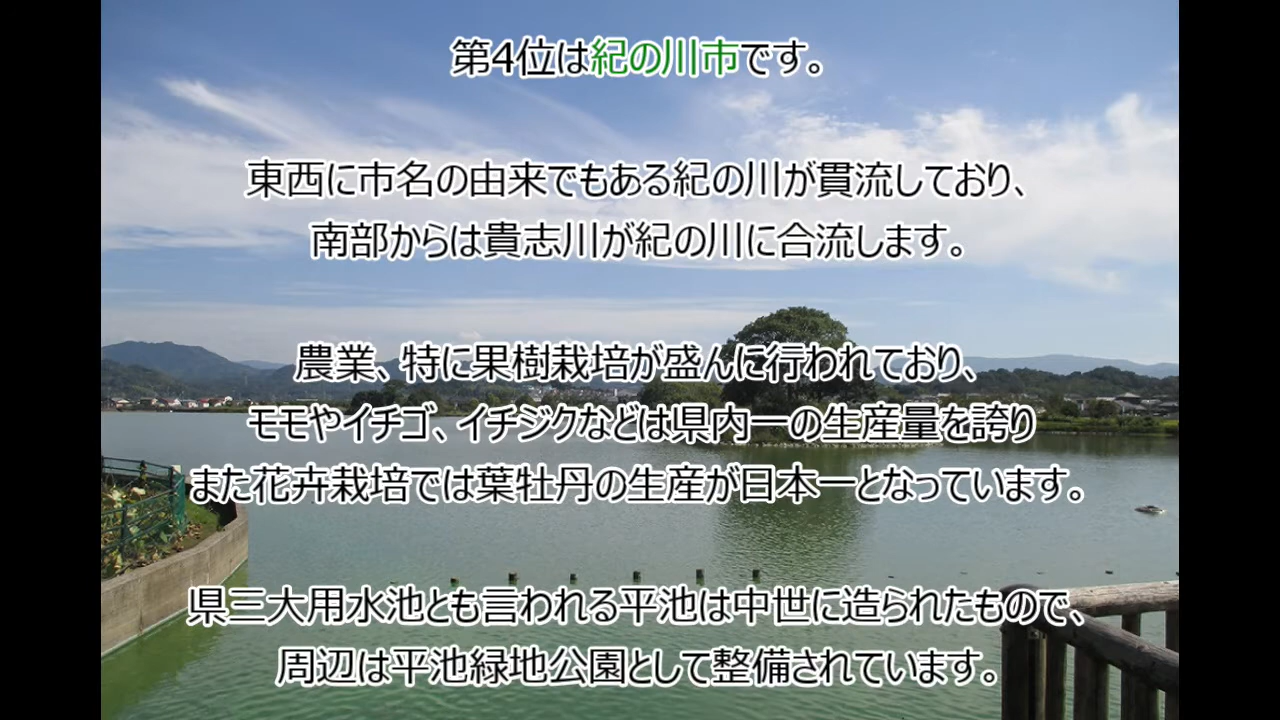 第4位は紀の川市です。
東西に市名の由来でもある紀の川が貫流しており、
南部からは貴志川が紀の川に合流します。
農業、特に果樹栽培が盛んに行われており、
モモやイチゴ、イチジクなどは県内一の生産量を誇り
また花卉栽培では葉牡丹の生産が日本一となっています。
県三大用水池とも言われる平池は中世に造られたもので、
周辺は平池緑地公園として整備されています。